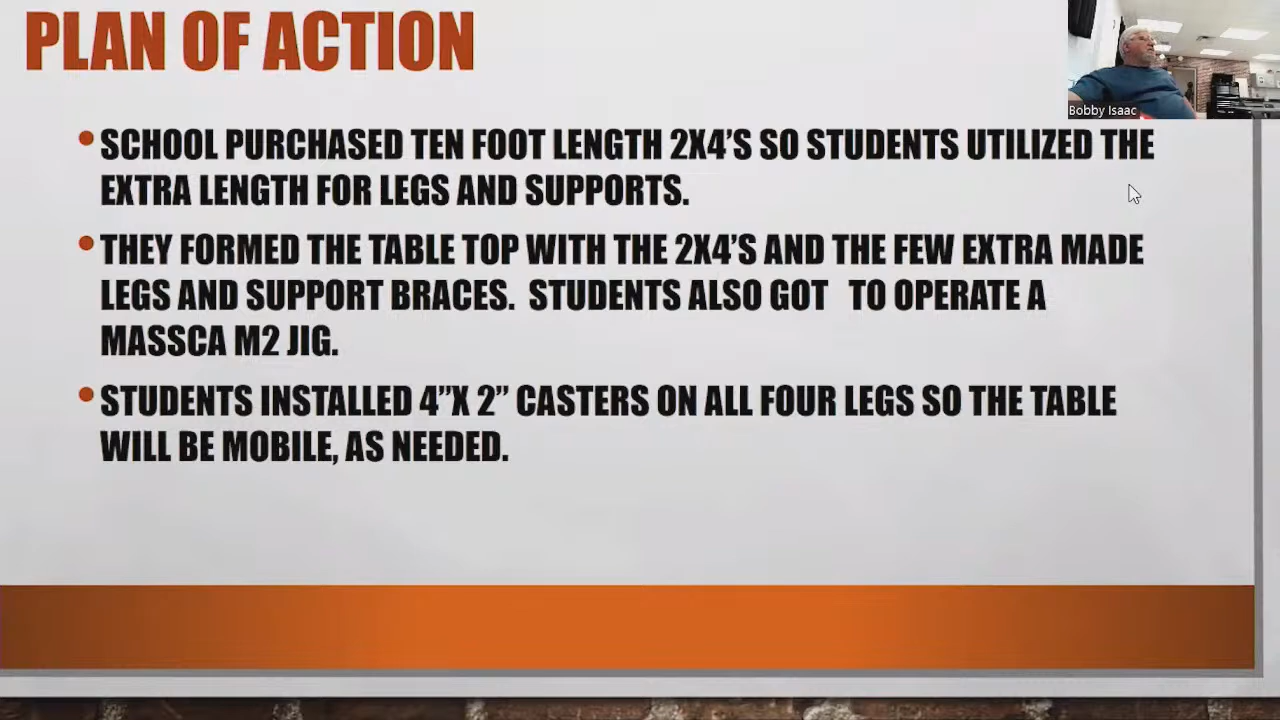 PLAN OF ACTION
Bobby Isaac
•SCHOOL PURCHASED TEN FOOT LENGTH 2X4'S SO STUDENTS UTILIZED THE
EXTRA LENGTH FOR LEGS AND SUPPORTS.
•THEY FORMED THE TABLE TOP WITH THE 2X4'S AND THE FEW EXTRA MADE
LEGS AND SUPPORT BRACES.  STUDENTS ALSO GOT   TO OPERATE A
MASSCA M2 JIG.
•STUDENTS INSTALLED 4”X 2” CASTERS ON ALL FOUR LEGS SO THE TABLE
WILL BE MOBILE, AS NEEDED.